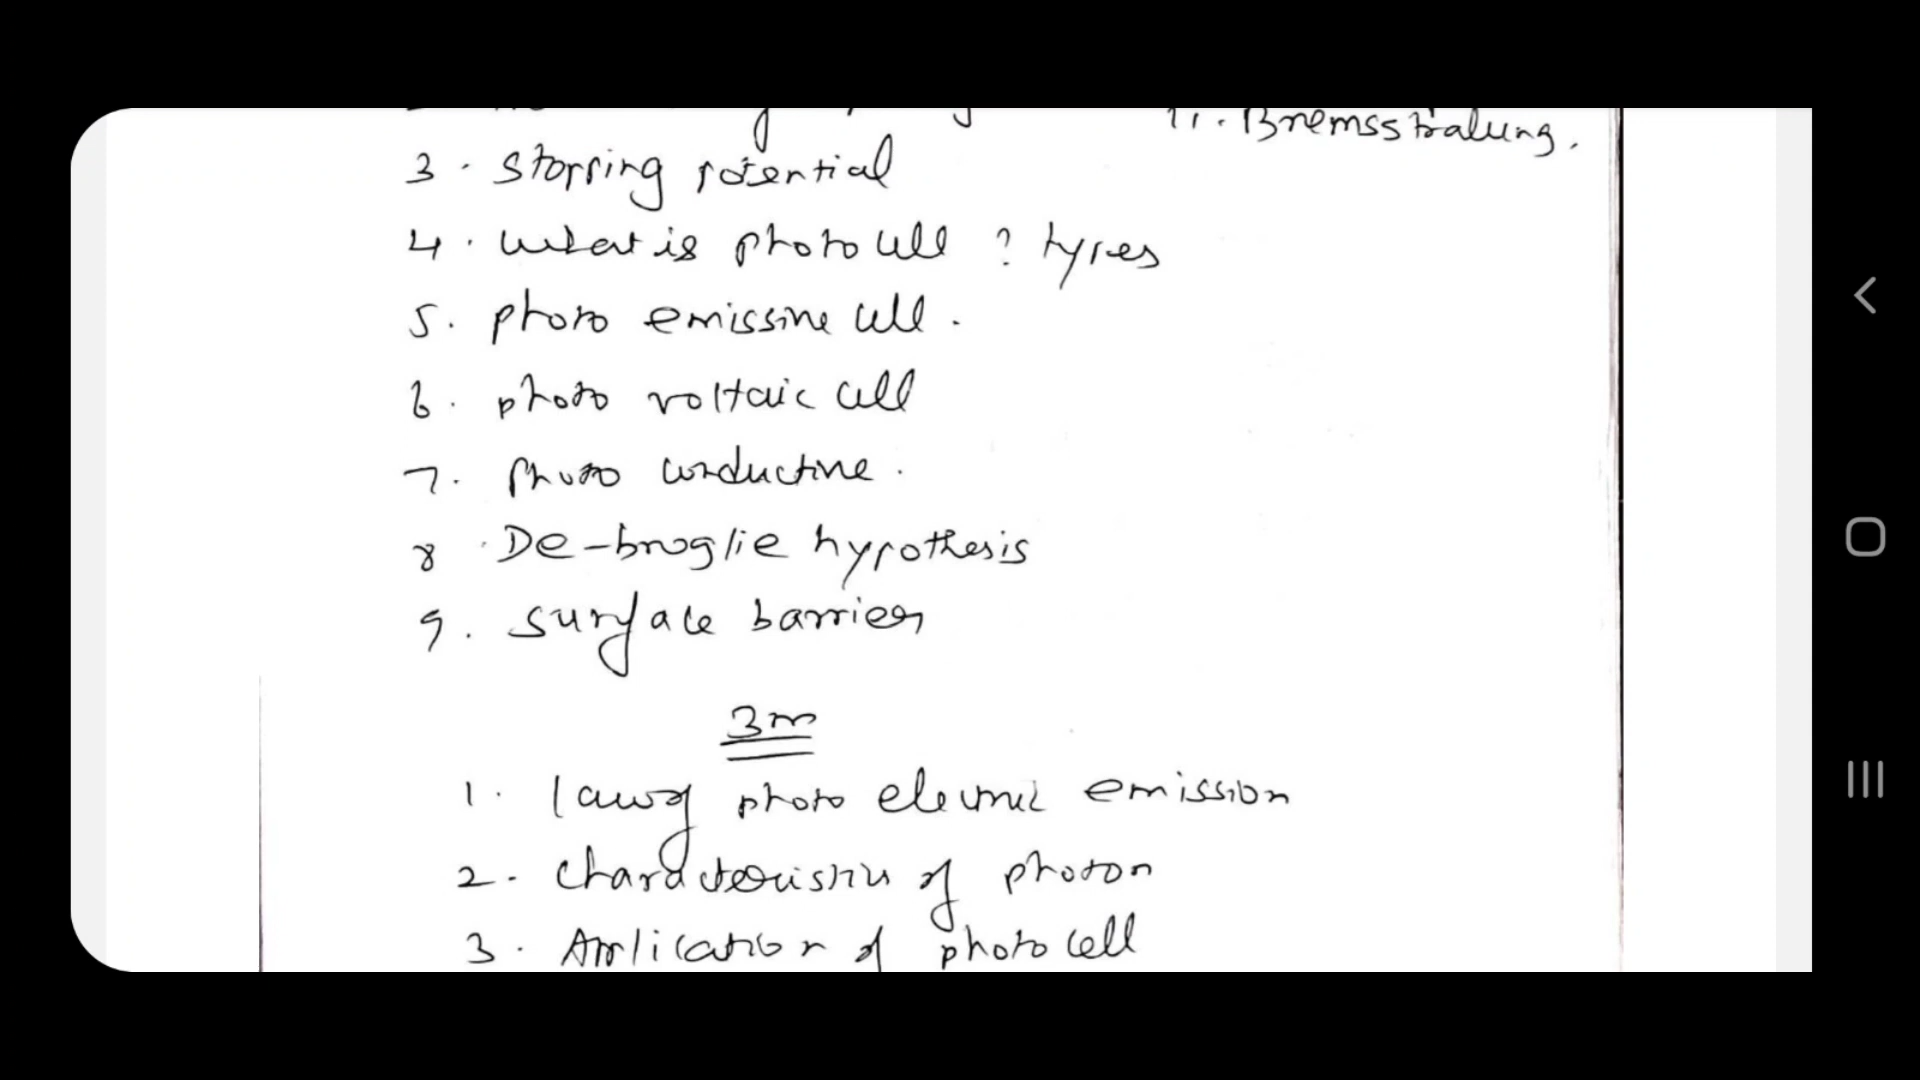 11. Bremsstralung.
3. Stopping potential
4. What is photo cell ? types
5. photo emissive cell.
6. photo voltaic cell
7. photo conductive.
8 De-broglie hypothesis
9. Surface barrier
3m
1. laws of photo electric emission
2. Characteristics of photon
3. Application of photo cell